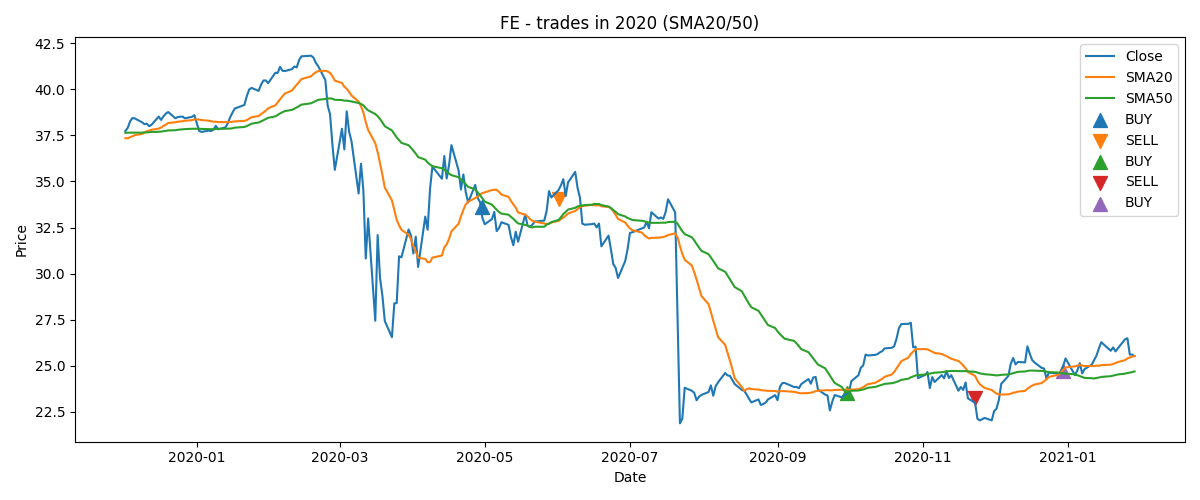 FE - trades in 2020 (SMA20/50)
42.5
40.0
37.5
35.0
32.5
30.0
27.5
25.0
22.5
Price
Close
SMA20
SMA50
BUY
SELL
BUY
SELL
BUY
2020-01
2020-03
2020-05
2020-07
2020-09
2020-11
2021-01
Date